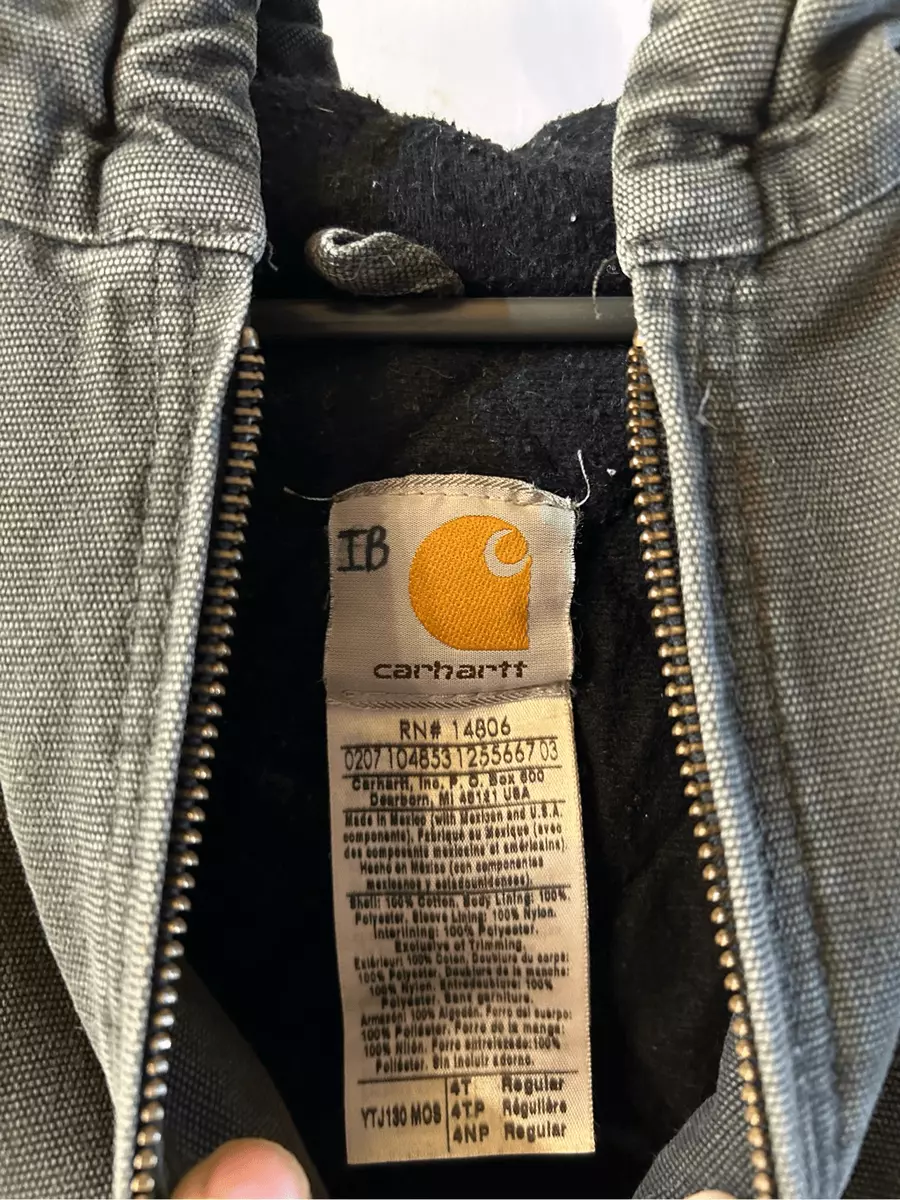 IB
carhartt
RN# 14806
0207 104853 1255667 03
Carhartt, Inc. P. O. Box 600
Dearborn, MI 48121 USA
Made in Mexico (with Mexican and U.S.A.
components). Fabriqué au Mexique (avec
des composants mexicains et américains).
Hecho en México (con componentes
mexicanos y estadounidenses).
Shell: 100% Cotton. Body Lining: 100%
Polyester. Sleeve Lining: 100% Nylon.
Interlining: 100% Polyester.
Exclusive of Trimming.
Extérieur: 100% Coton. Doublure du corps:
100% Polyester. Doublure de la manche:
100% Nylon. Entredoublure: 100%
Polyester. Sans garniture.
Armazón: 100% Algodón. Forro del cuerpo:
100% Poliéster. Forro de la manga:
100% Nilón. Forro entrelazado: 100%
Poliéster. Sin incluir adorno.
YTJ130 MOS
4T Regular
4TP Régulière
4NP Regular